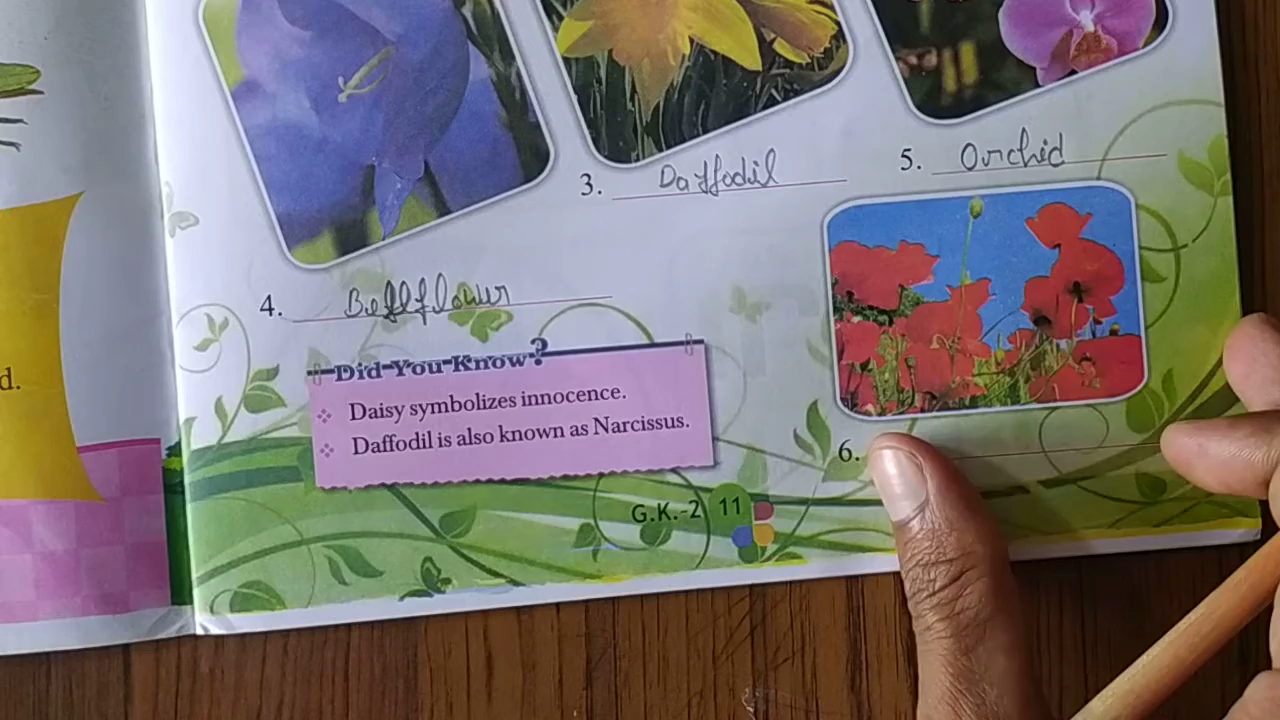 d.
3. Daffodil
5. Orchid
4. Bellflower
Did You Know?
Daisy symbolizes innocence.
Daffodil is also known as Narcissus.
6.
G.K.-2 11